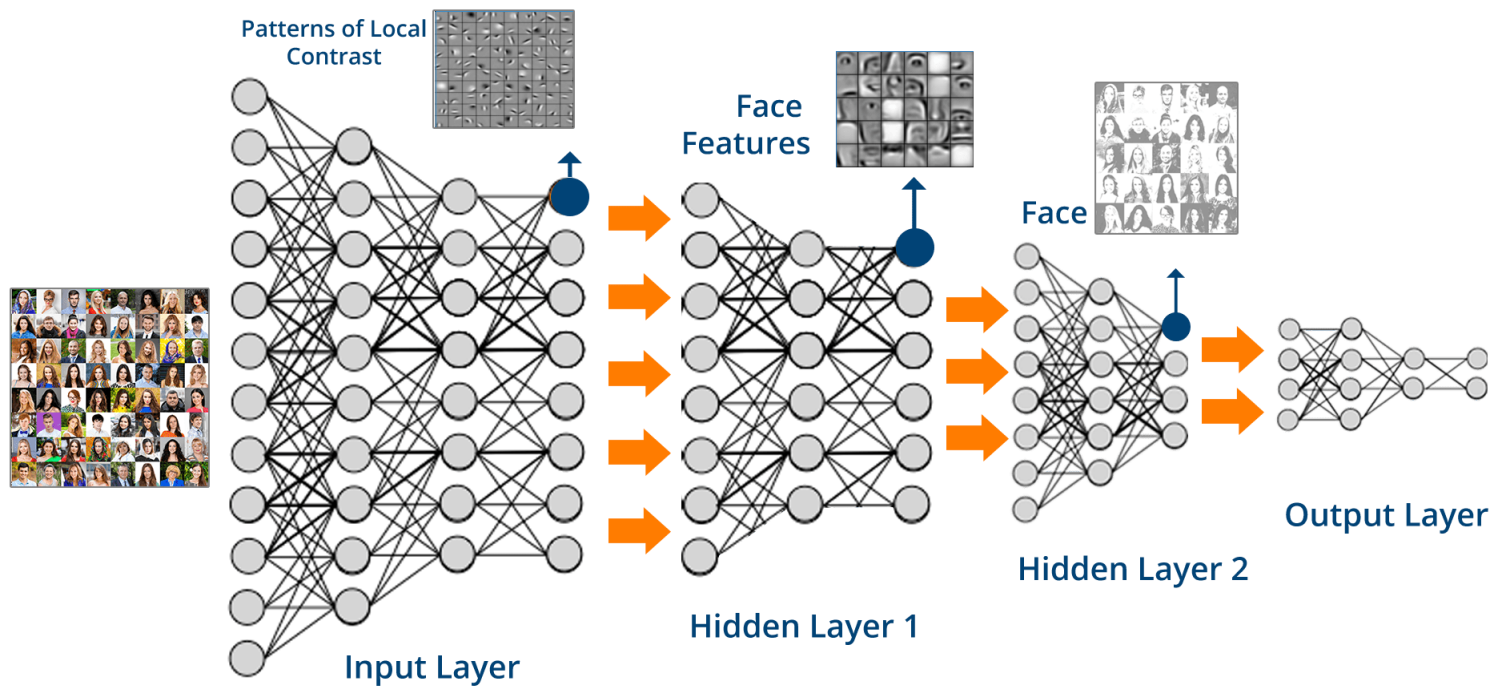 Patterns of Local
Contrast
Face
Features
Face
Input Layer
Hidden Layer 1
Hidden Layer 2
Output Layer